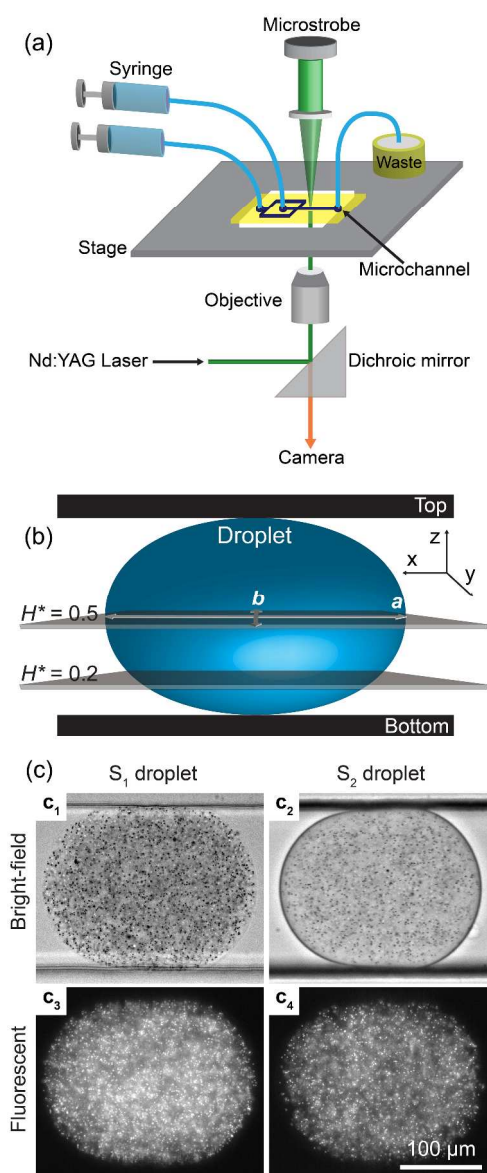 (a)
Microstrobe
Syringe
Waste
Stage
Microchannel
Objective
Nd:YAG Laser
Dichroic mirror
Camera
(b)
Top
Droplet
z
x
y
b
a
H* = 0.5
H* = 0.2
Bottom
(c)
S₁ droplet
S₂ droplet
Bright-field
c₁
c₂
Fluorescent
c₃
c₄
100 µm